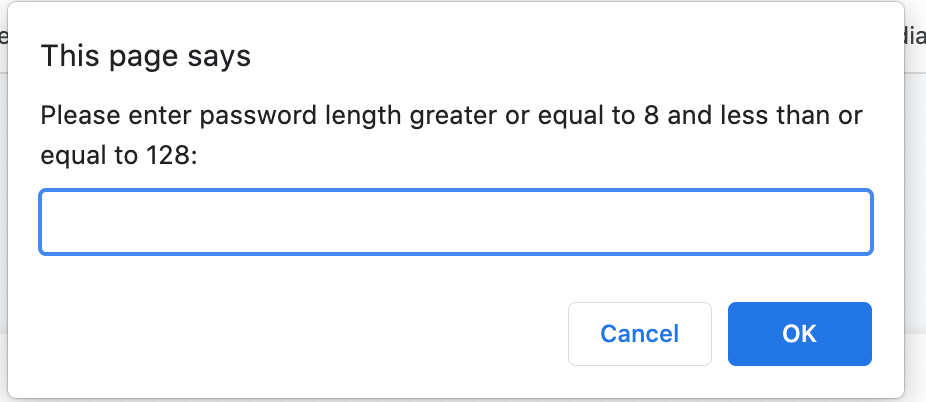 This page says
Please enter password length greater or equal to 8 and less than or
equal to 128:
Cancel
OK